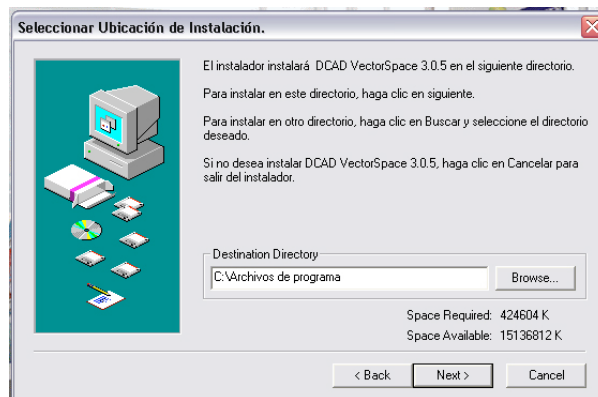 Seleccionar Ubicación de Instalación.
El instalador instalará DCAD VectorSpace 3.0.5 en el siguiente directorio.
Para instalar en este directorio, haga clic en siguiente.
Para instalar en otro directorio, haga clic en Buscar y seleccione el directorio
deseado.
Si no desea instalar DCAD VectorSpace 3.0.5, haga clic en Cancelar para
salir del instalador.
Destination Directory
C:\Archivos de programa
Browse...
Space Required: 424604 K
Space Available: 15136812 K
< Back
Next >
Cancel